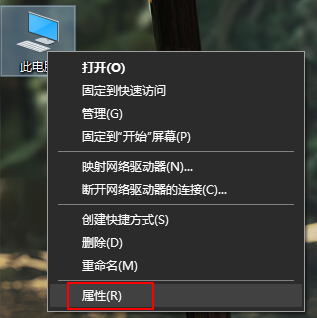 此电脑
打开(O)
固定到快速访问
管理(G)
固定到"开始"屏幕(P)
映射网络驱动器(N)...
断开网络驱动器的连接(C)...
创建快捷方式(S)
删除(D)
重命名(M)
属性(R)